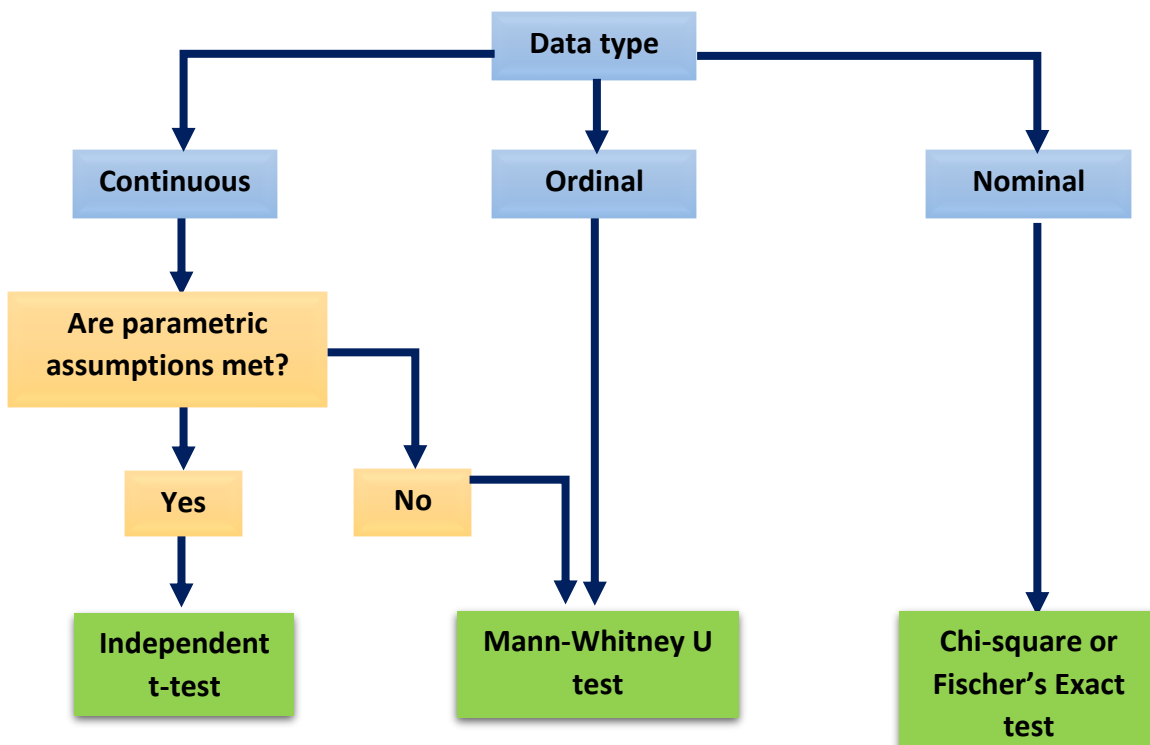 Data type
Continuous
Ordinal
Nominal
Are parametric
assumptions met?
Yes
No
Independent
t-test
Mann-Whitney U
test
Chi-square or
Fischer’s Exact
test